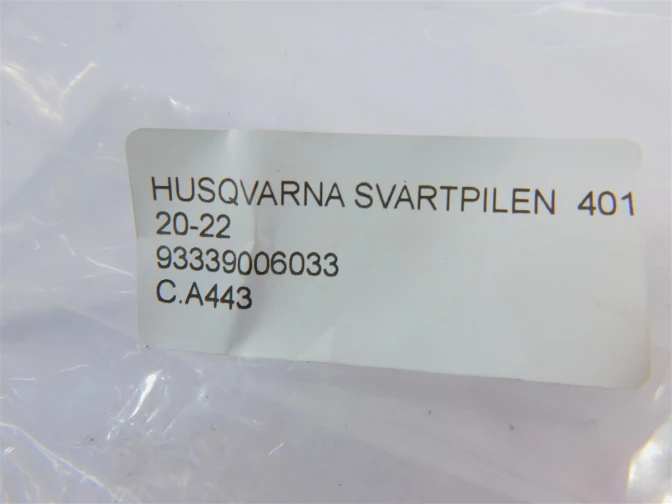 HUSQVARNA SVARTPILEN 401
20-22
93339006033
C.A443